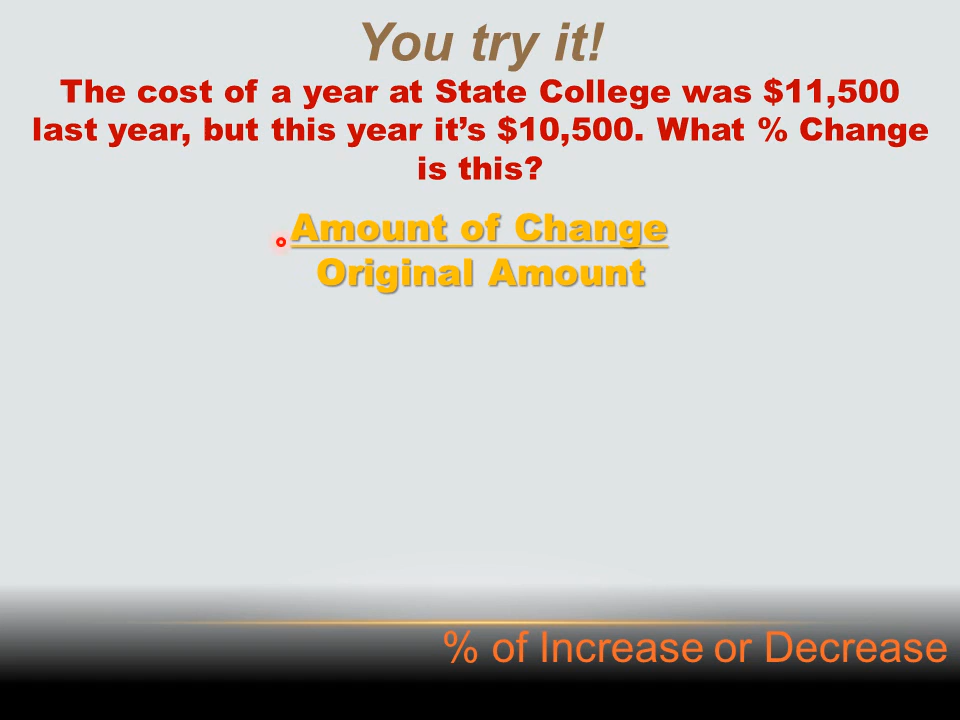 You try it!
The cost of a year at State College was $11,500
last year, but this year it’s $10,500. What % Change
is this?
Amount of Change
Original Amount
% of Increase or Decrease